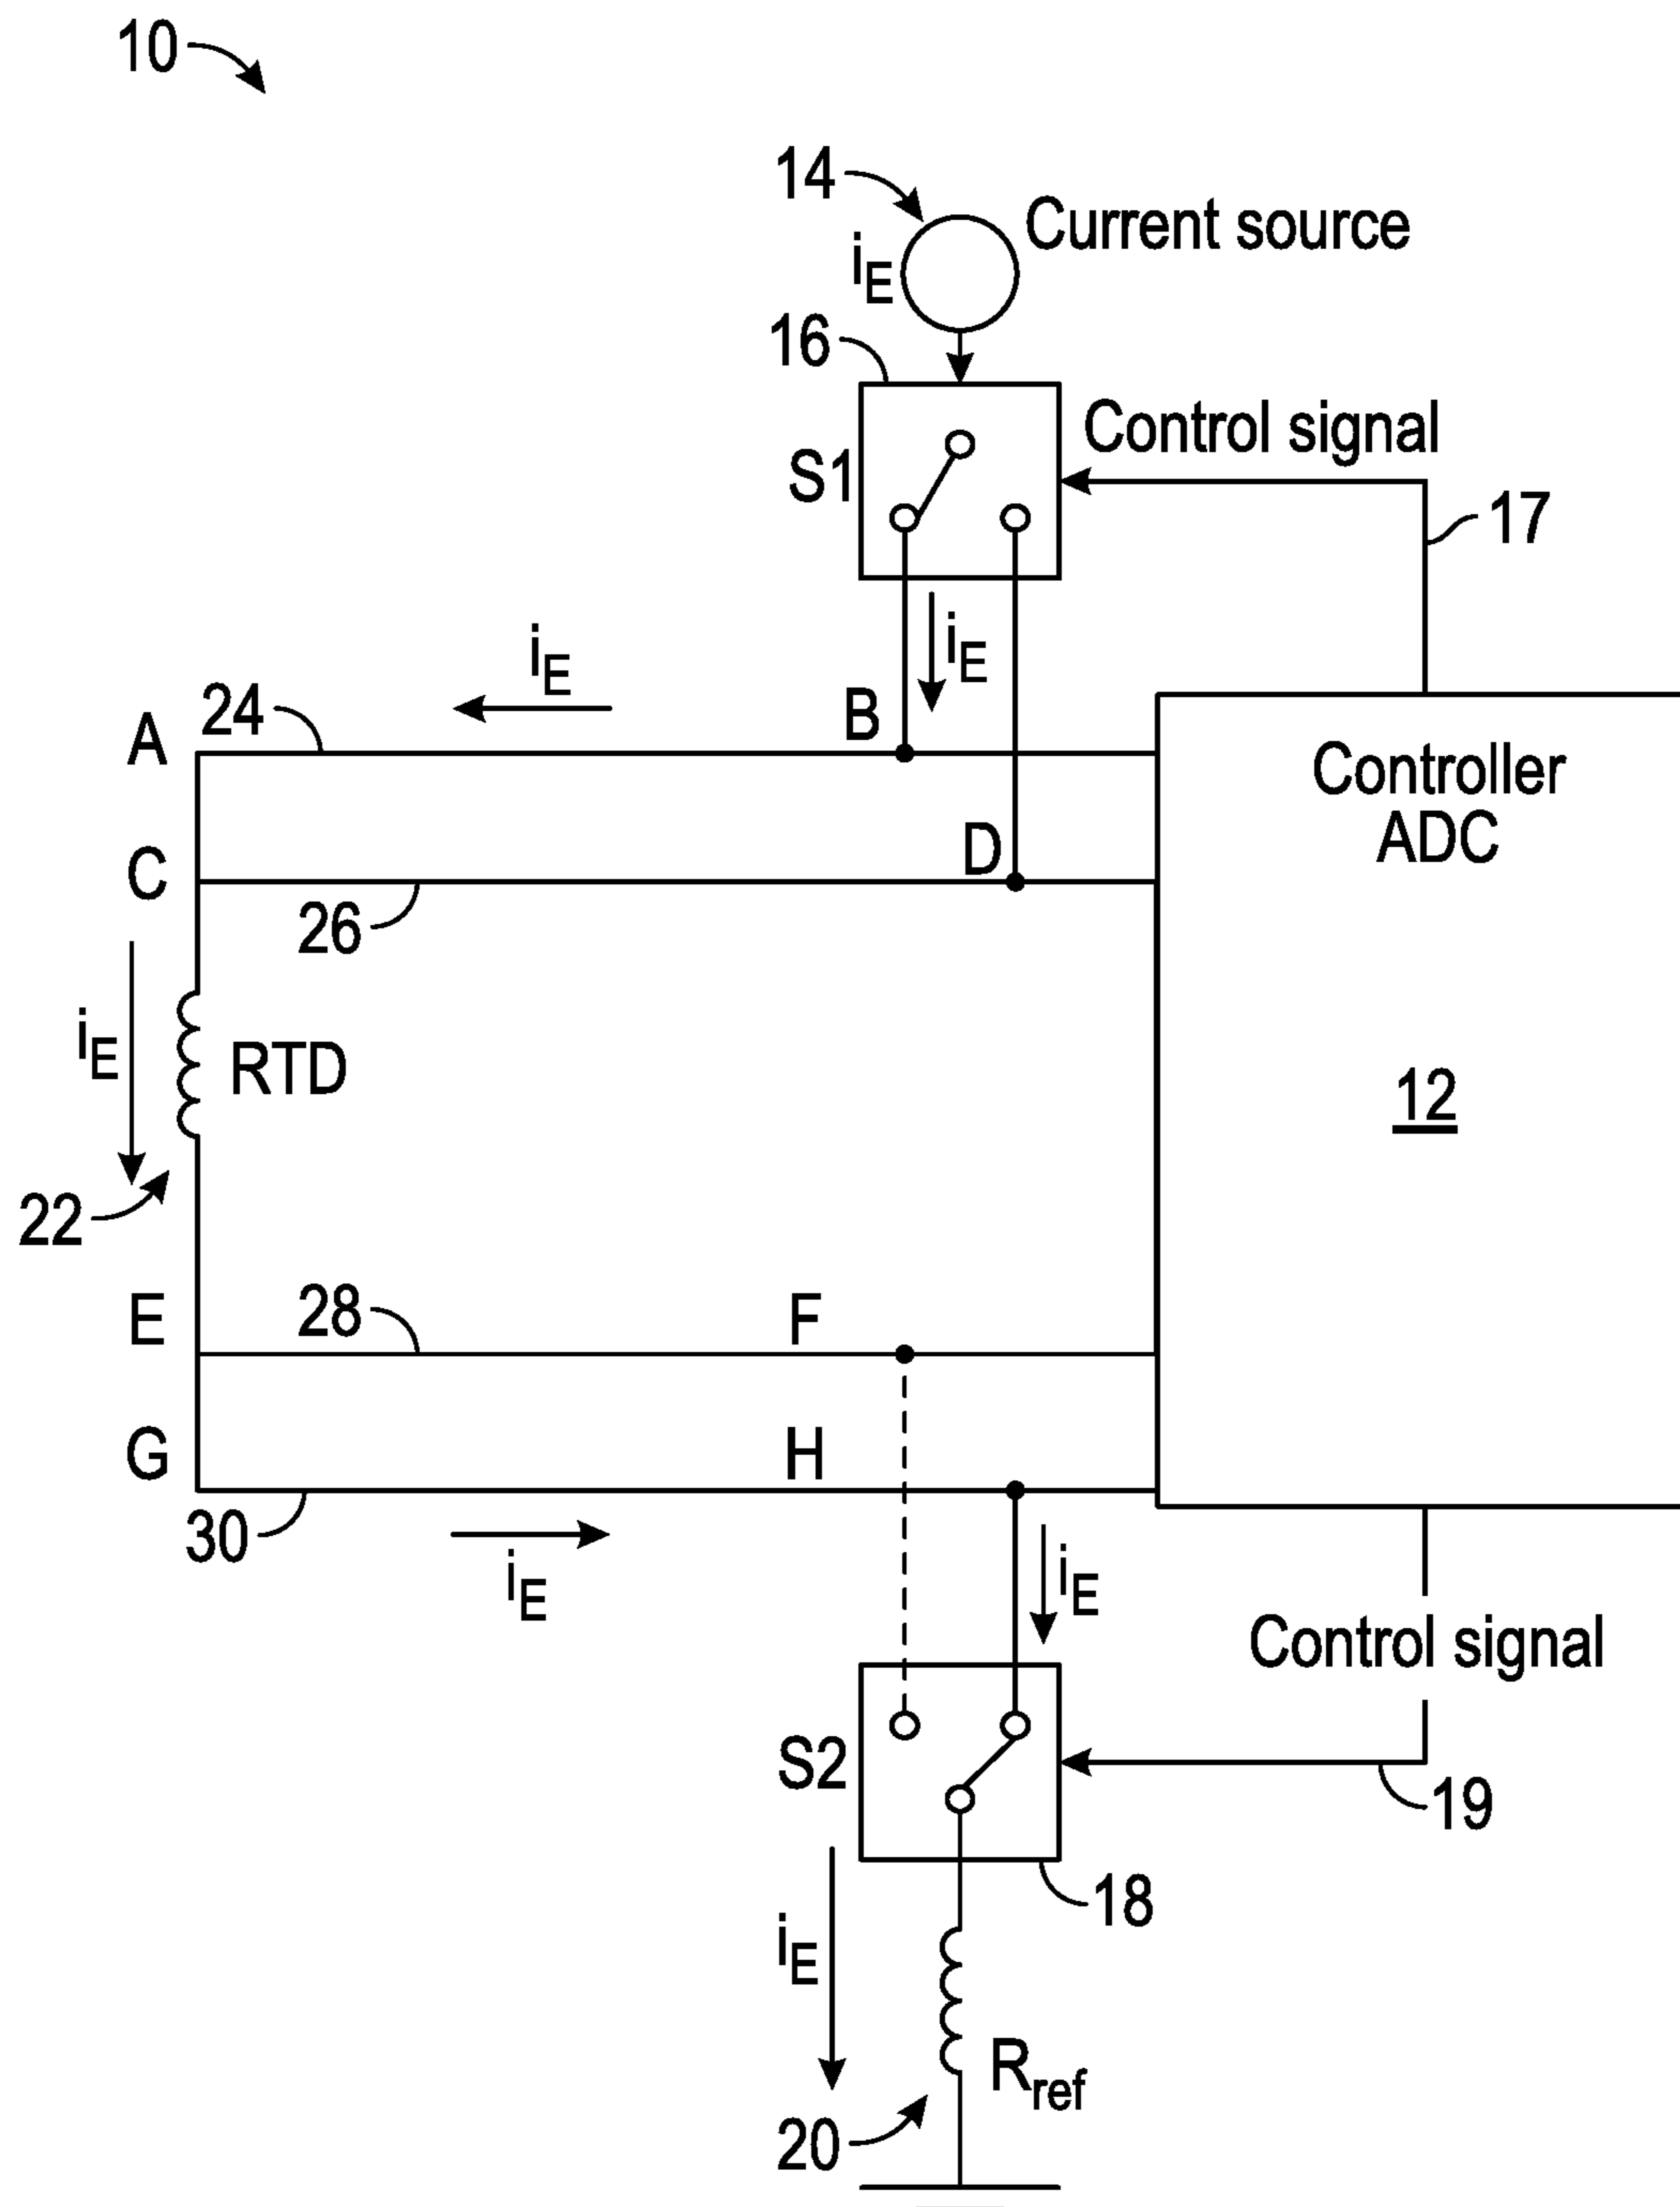 10
14
Current source
iE
16
S1
Control signal
17
iE
iE
24
A
B
Controller
ADC
C
D
26
iE
RTD
12
22
E
28
F
G
H
30
iE
iE
Control signal
S2
19
18
iE
Rref
20